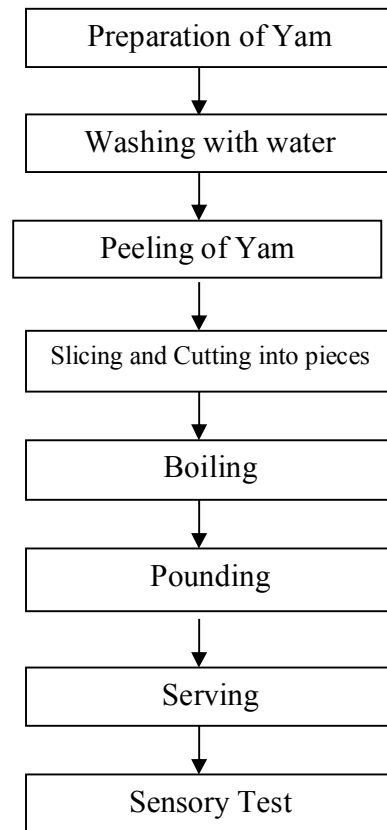 Preparation of Yam
Washing with water
Peeling of Yam
Slicing and Cutting into pieces
Boiling
Pounding
Serving
Sensory Test